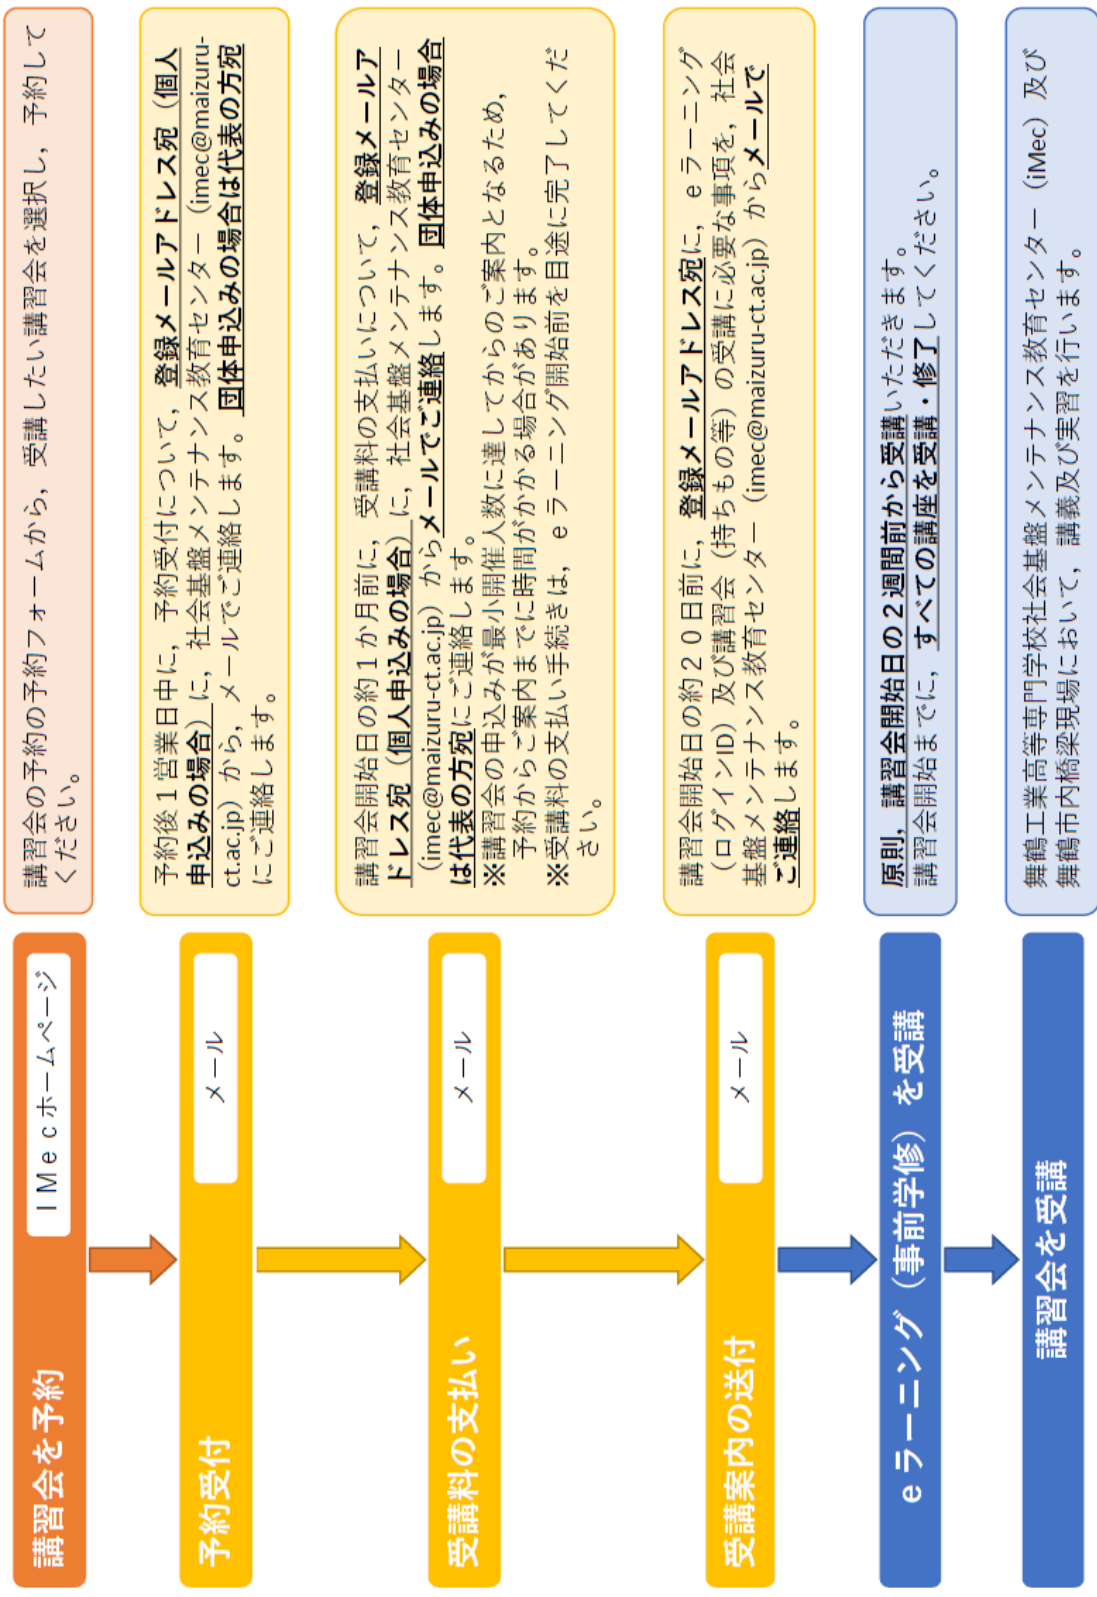 講習会を予約
IMecホームページ
講習会の予約の予約フォームから，受講したい講習会を選択し，予約して
ください。
予約受付
メール
予約後１営業日中に，予約受付について，登録メールアドレス宛（個人
申込みの場合）に，社会基盤メンテナンス教育センター（imec@maizuru-
ct.ac.jp）から，メールでご連絡します。団体申込みの場合は代表の方宛
にご連絡します。
受講料の支払い
メール
講習会開始日の約１か月前に，受講料の支払いについて，登録メールア
ドレス宛（個人申込みの場合）に，社会基盤メンテナンス教育センター
（imec@maizuru-ct.ac.jp）からメールでご連絡します。団体申込みの場合
は代表の方宛にご連絡します。
※講習会の申込みが最小開催人数に達してからのご案内となるため，
予約からご案内までに時間がかかる場合があります。
※受講料の支払い手続きは，ｅラーニング開始前を目途に完了してくだ
さい。
受講案内の送付
メール
講習会開始日の約２０日前に，登録メールアドレス宛に，ｅラーニング
（ログインID）及び講習会（持ちもの等）の受講に必要な事項を，社会
基盤メンテナンス教育センター（imec@maizuru-ct.ac.jp）からメールで
ご連絡します。
ｅラーニング（事前学修）を受講
原則，講習会開始日の２週間前から受講いただきます。
講習会開始までに，すべての講座を受講・修了してください。
講習会を受講
舞鶴工業高等専門学校社会基盤メンテナンス教育センター（iMec）及び
舞鶴市内橋梁現場において，講義及び実習を行います。